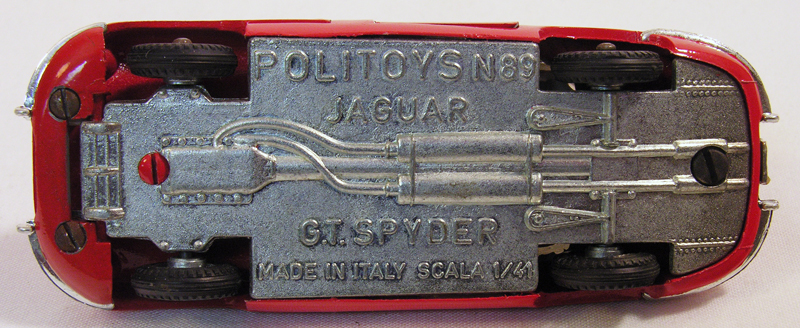 POLITOYS N89
JAGUAR
G.T. SPYDER
MADE IN ITALY SCALA 1/41